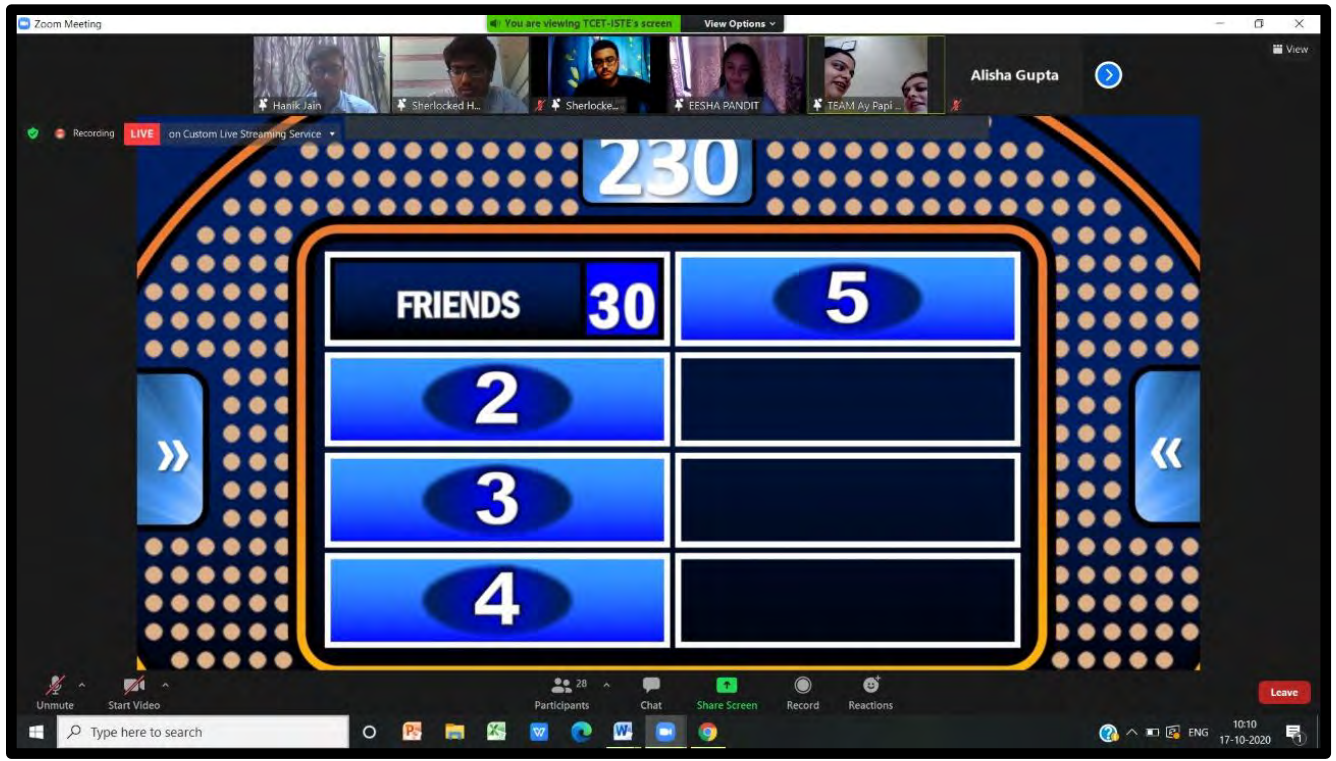 Zoom Meeting
You are viewing TCET-ISTE's screen
View Options
View
Hanik Jain
Sherlocked H...
Sherlocke...
EESHA PANDIT
TEAM Ay Papi ...
Alisha Gupta
Recording
LIVE
on Custom Live Streaming Service
230
FRIENDS 30
5
2
3
4
Unmute
Start Video
28
Participants
Chat
Share Screen
Record
Reactions
Leave
Type here to search
ENG
10:10
17-10-2020
1